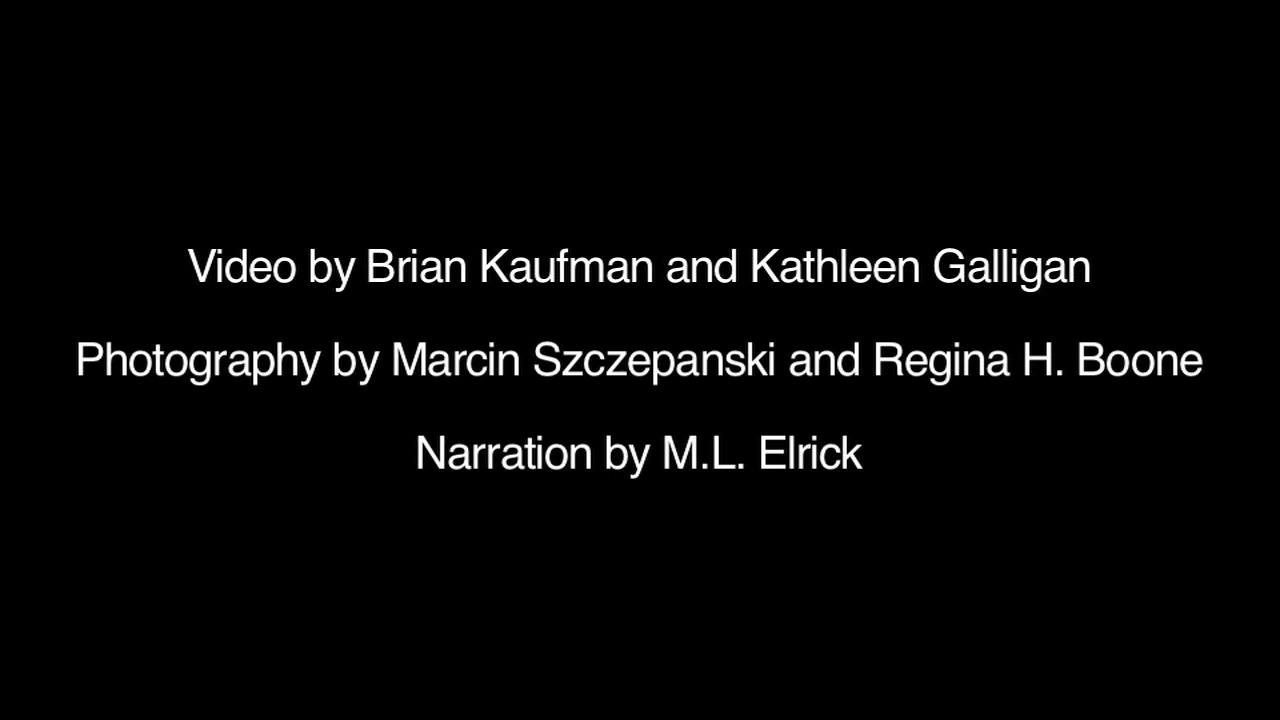 Video by Brian Kaufman and Kathleen Galligan
Photography by Marcin Szczepanski and Regina H. Boone
Narration by M.L. Elrick